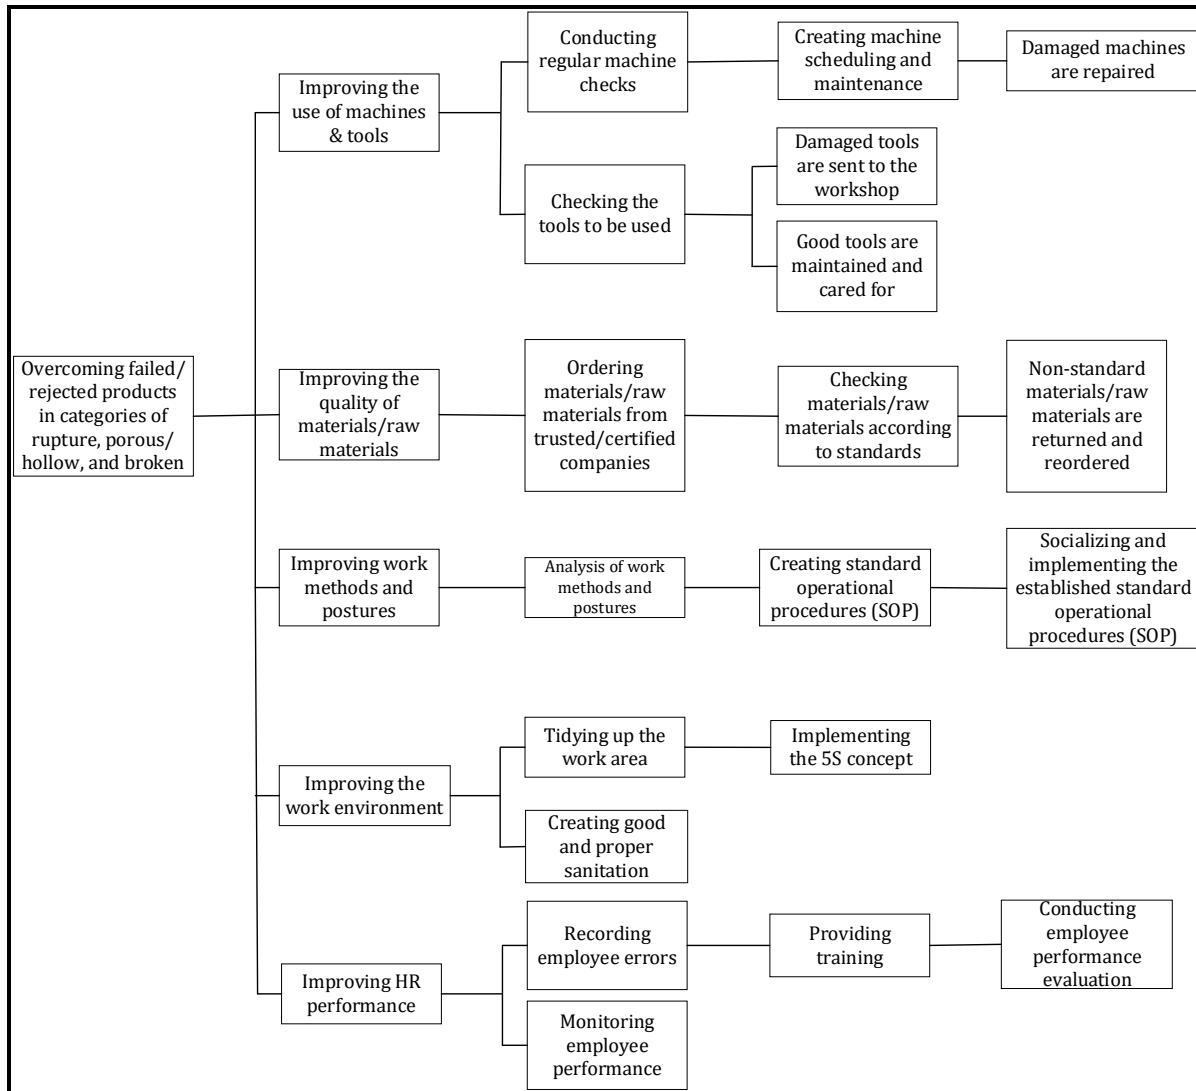 Conducting
regular machine
checks
Creating machine
scheduling and
maintenance
Damaged machines
are repaired
Improving the
use of machines
& tools
Damaged tools
are sent to the
workshop
Checking the
tools to be used
Good tools are
maintained and
cared for
Overcoming failed/
rejected products
in categories of
rupture, porous/
hollow, and broken
Improving the
quality of
materials/raw
materials
Ordering
materials/raw
materials from
trusted/certified
companies
Checking
materials/raw
materials according
to standards
Non-standard
materials/raw
materials are
returned and
reordered
Improving work
methods and
postures
Analysis of work
methods and
postures
Creating standard
operational
procedures (SOP)
Socializing and
implementing the
established standard
operational
procedures (SOP)
Tidying up the
work area
Implementing
the 5S concept
Improving the
work environment
Creating good
and proper
sanitation
Recording
employee errors
Providing
training
Conducting
employee
performance
evaluation
Improving HR
performance
Monitoring
employee
performance